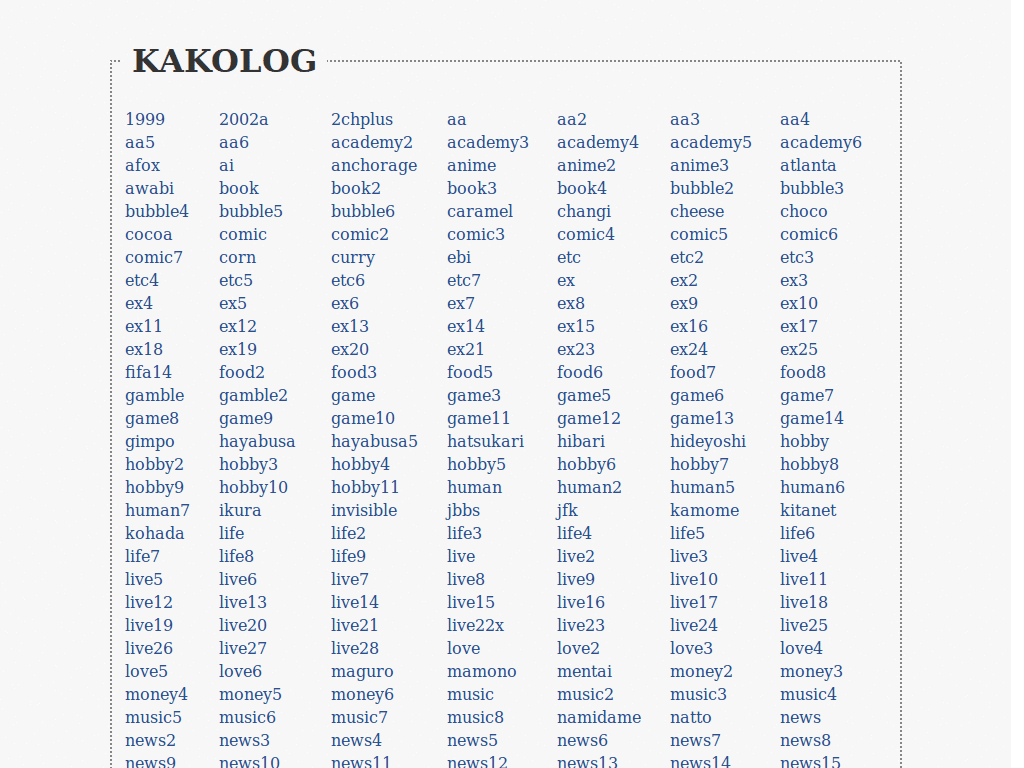 KAKOLOG
1999 2002a 2chplus aa aa2 aa3 aa4
aa5 aa6 academy2 academy3 academy4 academy5 academy6
afox ai anchorage anime anime2 anime3 atlanta
awabi book book2 book3 book4 bubble2 bubble3
bubble4 bubble5 bubble6 caramel changi cheese choco
cocoa comic comic2 comic3 comic4 comic5 comic6
comic7 corn curry ebi etc etc2 etc3
etc4 etc5 etc6 etc7 ex ex2 ex3
ex4 ex5 ex6 ex7 ex8 ex9 ex10
ex11 ex12 ex13 ex14 ex15 ex16 ex17
ex18 ex19 ex20 ex21 ex23 ex24 ex25
fifa14 food2 food3 food5 food6 food7 food8
gamble gamble2 game game3 game5 game6 game7
game8 game9 game10 game11 game12 game13 game14
gimpo hayabusa hayabusa5 hatsukari hibari hideyoshi hobby
hobby2 hobby3 hobby4 hobby5 hobby6 hobby7 hobby8
hobby9 hobby10 hobby11 human human2 human5 human6
human7 ikura invisible jbbs jfk kamome kitanet
kohada life life2 life3 life4 life5 life6
life7 life8 life9 live live2 live3 live4
live5 live6 live7 live8 live9 live10 live11
live12 live13 live14 live15 live16 live17 live18
live19 live20 live21 live22x live23 live24 live25
live26 live27 live28 love love2 love3 love4
love5 love6 maguro mamono mentai money2 money3
money4 money5 money6 music music2 music3 music4
music5 music6 music7 music8 namidame natto news
news2 news3 news4 news5 news6 news7 news8
news9 news10 news11 news12 news13 news14 news15